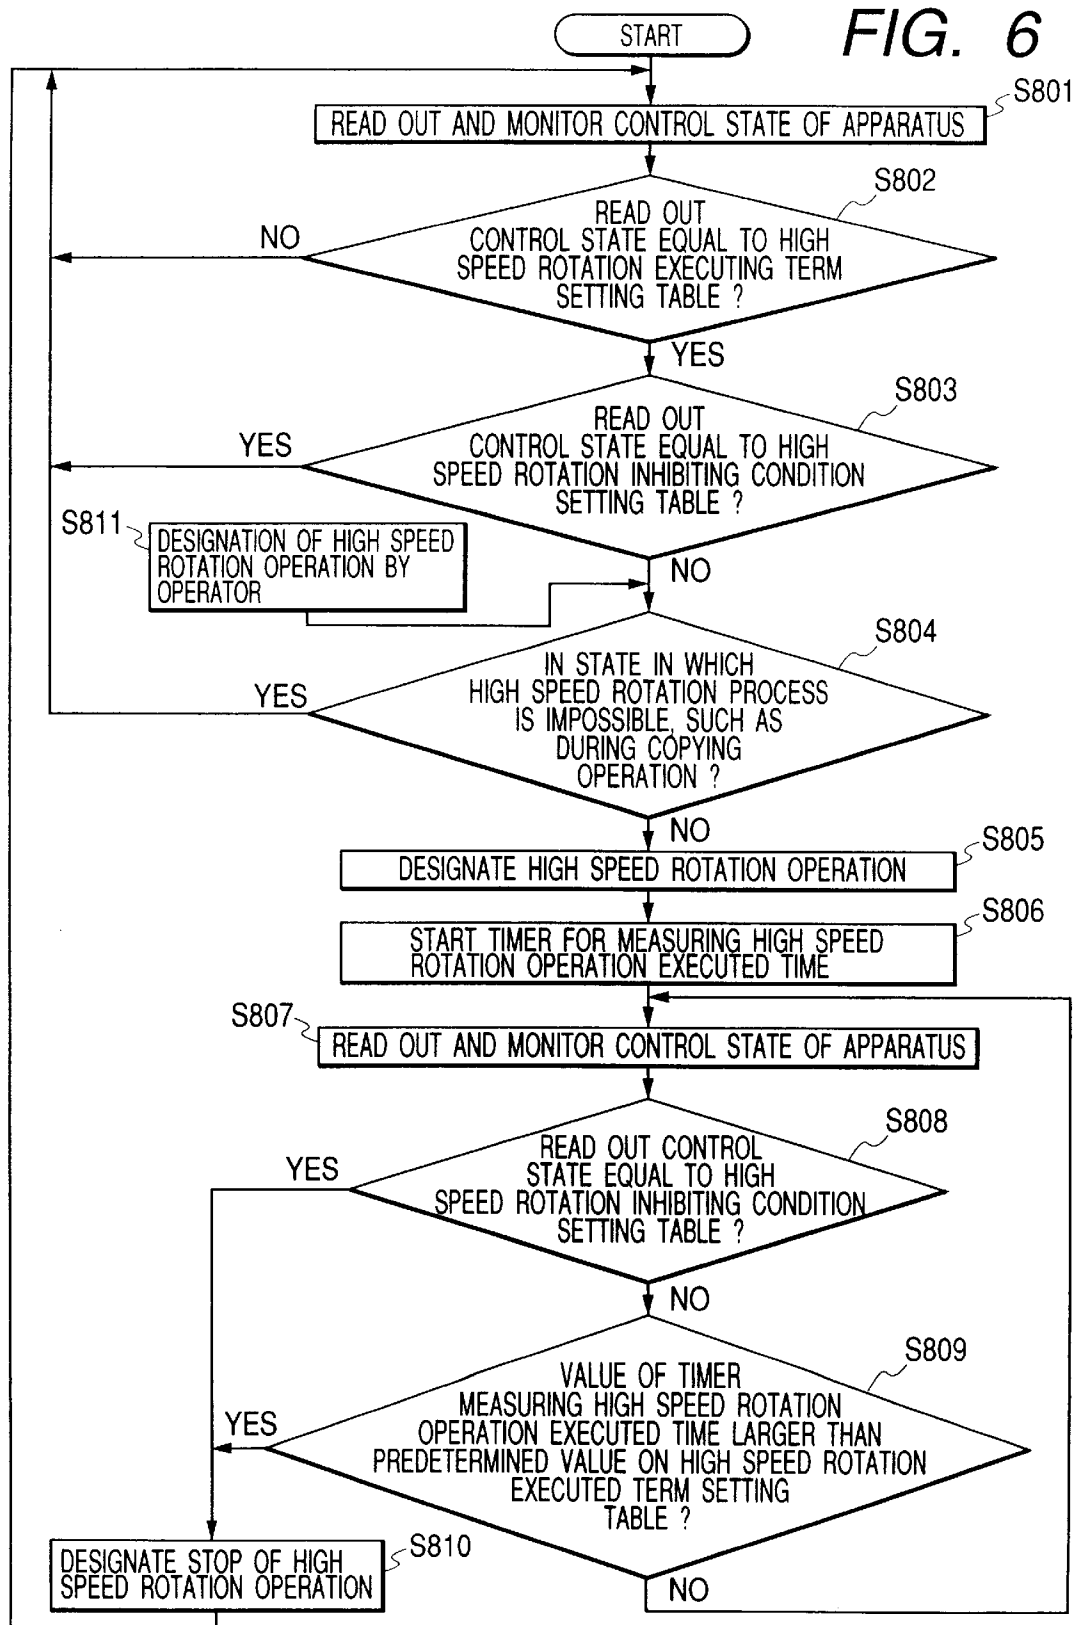 FIG. 6
START
S801
READ OUT AND MONITOR CONTROL STATE OF APPARATUS
S802
READ OUT
CONTROL STATE EQUAL TO HIGH
SPEED ROTATION EXECUTING TERM
SETTING TABLE ?
NO
YES
S803
READ OUT
CONTROL STATE EQUAL TO HIGH
SPEED ROTATION INHIBITING CONDITION
SETTING TABLE ?
YES
NO
S811
DESIGNATION OF HIGH SPEED
ROTATION OPERATION BY
OPERATOR
S804
IN STATE IN WHICH
HIGH SPEED ROTATION PROCESS
IS IMPOSSIBLE, SUCH AS
DURING COPYING
OPERATION ?
YES
NO
S805
DESIGNATE HIGH SPEED ROTATION OPERATION
S806
START TIMER FOR MEASURING HIGH SPEED
ROTATION OPERATION EXECUTED TIME
S807
READ OUT AND MONITOR CONTROL STATE OF APPARATUS
S808
READ OUT CONTROL
STATE EQUAL TO HIGH
SPEED ROTATION INHIBITING CONDITION
SETTING TABLE ?
YES
NO
S809
VALUE OF TIMER
MEASURING HIGH SPEED ROTATION
OPERATION EXECUTED TIME LARGER THAN
PREDETERMINED VALUE ON HIGH SPEED ROTATION
EXECUTED TERM SETTING
TABLE ?
YES
NO
S810
DESIGNATE STOP OF HIGH
SPEED ROTATION OPERATION